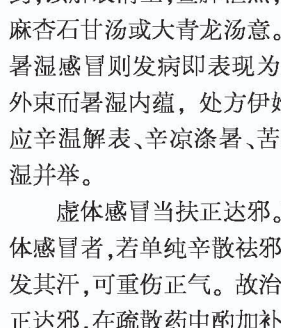 麻杏石甘汤或大青龙汤意。
暑湿感冒则发病即表现为
外束而暑湿内蕴，处方伊
应辛温解表、辛凉涤暑、苦
湿并举。
虚体感冒当扶正达邪。
体感冒者,若单纯辛散祛邪
发其汗,可重伤正气。故治
正达邪,在疏散药中酌加补